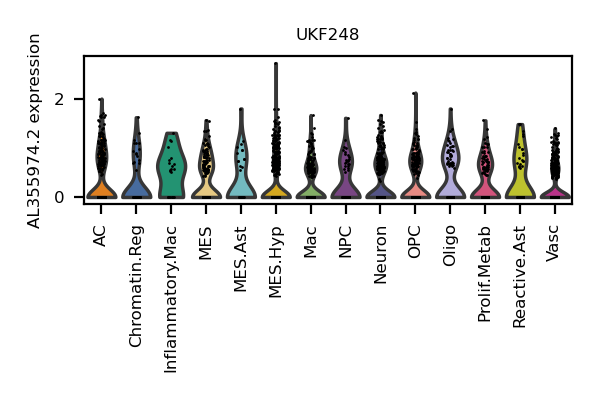 UKF248
AL355974.2 expression
2
0
AC
Chromatin.Reg
Inflammatory.Mac
MES
MES.Ast
MES.Hyp
Mac
NPC
Neuron
OPC
Oligo
Prolif.Metab
Reactive.Ast
Vasc